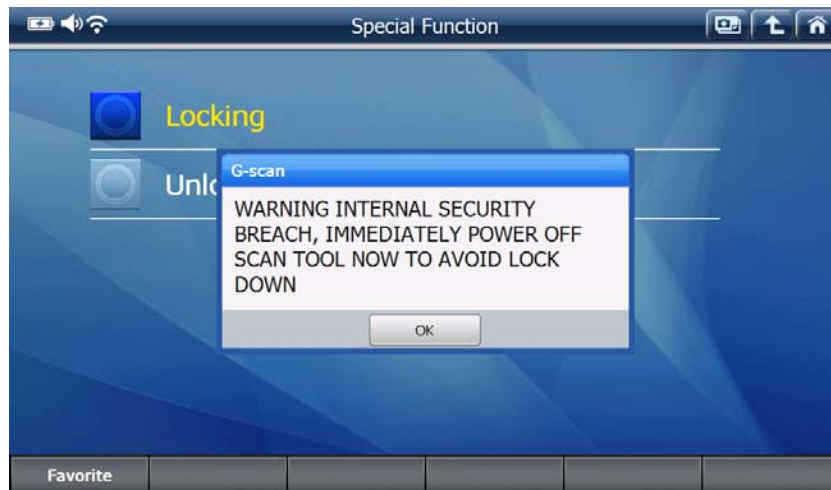 Special Function
Locking
Unlo
G-scan
WARNING INTERNAL SECURITY
BREACH, IMMEDIATELY POWER OFF
SCAN TOOL NOW TO AVOID LOCK
DOWN
OK
Favorite